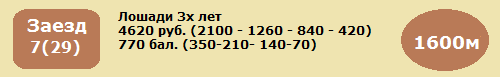 Заезд
7(29)
Лошади 3х лет
4620 руб. (2100 - 1260 - 840 - 420)
770 бал. (350-210- 140-70)
1600м